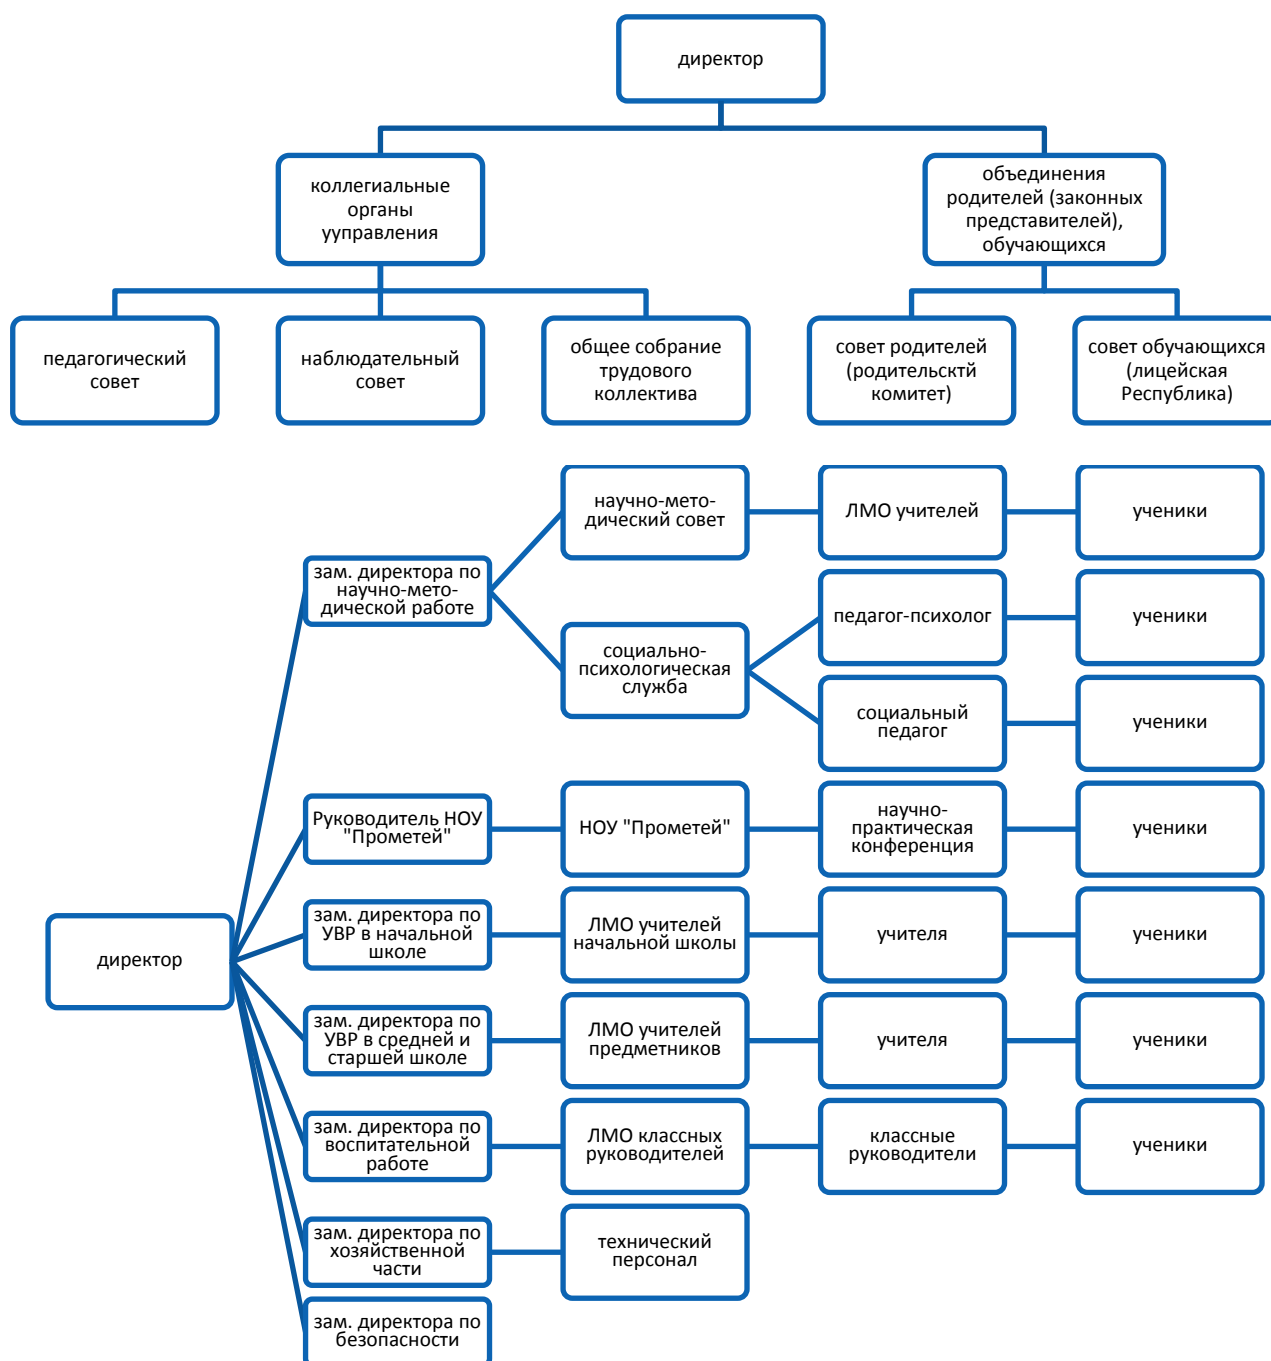 директор
коллегиальные
органы
ууправления
объединения
родителей (законных
представителей),
обучающихся
педагогический
совет
наблюдательный
совет
общее собрание
трудового
коллектива
совет родителей
(родительсктй
комитет)
совет обучающихся
(лицейская
Республика)
директор
зам. директора по
научно-мето-
дической работе
научно-мето-
дический совет
ЛМО учителей
ученики
социально-
психологическая
служба
педагог-психолог
ученики
социальный
педагог
ученики
Руководитель НОУ
"Прометей"
НОУ "Прометей"
научно-
практическая
конференция
ученики
зам. директора по
УВР в начальной
школе
ЛМО учителей
начальной школы
учителя
ученики
зам. директора по
УВР в средней и
старшей школе
ЛМО учителей
предметников
учителя
ученики
зам. директора по
воспитательной
работе
ЛМО классных
руководителей
классные
руководители
ученики
зам. директора по
хозяйственной
части
технический
персонал
зам. директора по
безопасности